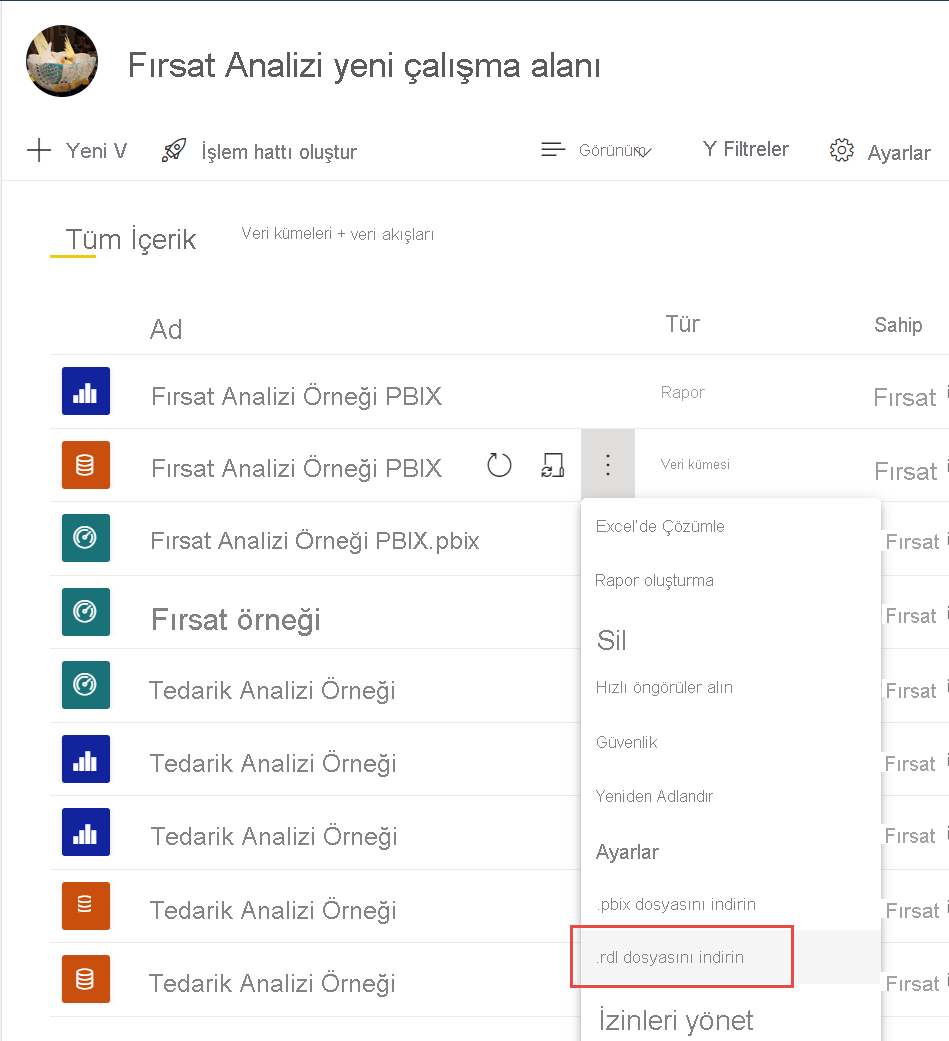 Fırsat Analizi yeni çalışma alanı
Yeni V İşlem hattı oluştur Görünüm Y Filtreler Ayarlar
Tüm İçerik Veri kümeleri + veri akışları
Ad Tür Sahip
Fırsat Analizi Örneği PBIX Rapor Fırsat
Fırsat Analizi Örneği PBIX Veri kümesi Fırsat
Fırsat Analizi Örneği PBIX.pbix Fırsat
Fırsat örneği Fırsat
Tedarik Analizi Örneği Fırsat
Tedarik Analizi Örneği Fırsat
Tedarik Analizi Örneği Fırsat
Tedarik Analizi Örneği Fırsat
Tedarik Analizi Örneği Fırsat
Excel'de Çözümle
Rapor oluşturma
Sil
Hızlı öngörüler alın
Güvenlik
Yeniden Adlandır
Ayarlar
.pbix dosyasını indirin
.rdl dosyasını indirin
İzinleri yönet